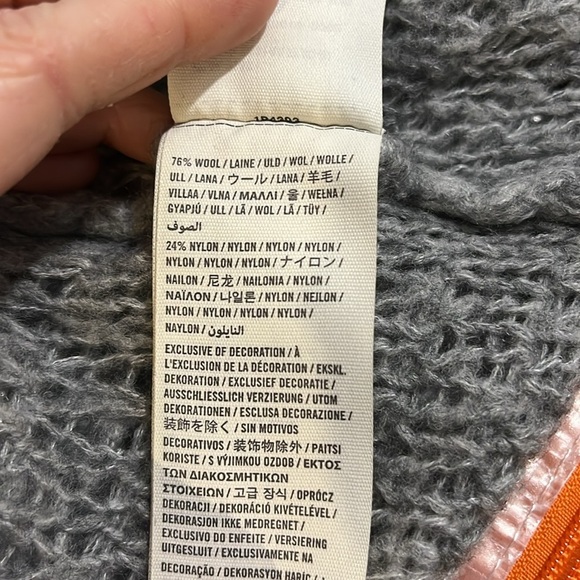 76% WOOL / LAINE / ULD / WOL / WOLLE /
ULL / LANA / ウール / LANA / 羊毛 /
VILLAA / VLNA / ΜΑΛΛΙ / 울 / WEŁNA /
GYAPJÚ / ULL / LÃ / WOL / LÃ / TÜY /
الصوف
24% NYLON / NYLON / NYLON / NYLON /
NYLON / NYLON / NYLON / ナイロン /
NAILON / 尼龙 / NAILONIA / NYLON /
ΝΑΪΛΟΝ / 나일론 / NYLON / NEJLON /
NYLON / NYLON / NYLON / NYLON /
NAYLON / النايلون
EXCLUSIVE OF DECORATION / À
L'EXCLUSION DE LA DÉCORATION / EKSKL.
DEKORATION / EXCLUSIEF DECORATIE /
AUSSCHLIESSLICH VERZIERUNG / UTOM
DEKORATIONEN / ESCLUSA DECORAZIONE /
装飾を除く / SIN MOTIVOS
DECORATIVOS / 装饰物除外 / PAITSI
KORISTE / S VÝJIMKOU OZDOB / ΕΚΤΟΣ
ΤΩΝ ΔΙΑΚΟΣΜΗΤΙΚΩΝ
ΣΤΟΙΧΕΙΩΝ / 고급 장식 / OPRÓCZ
DEKORACJI / DEKORÁCIÓ KIVÉTELÉVEL /
DEKORASJON IKKE MEDREGNET /
EXCLUSIVO DO ENFEITE / VERSIERING
UITGESLUIT / EXCLUSIVAMENTE NA
DECORAÇÃO / DEKORASYON HARİÇ /